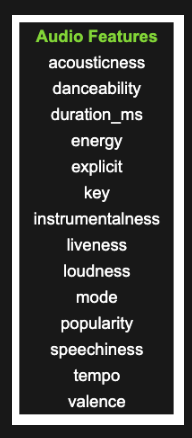 Audio Features
acousticness
danceability
duration_ms
energy
explicit
key
instrumentalness
liveness
loudness
mode
popularity
speechiness
tempo
valence